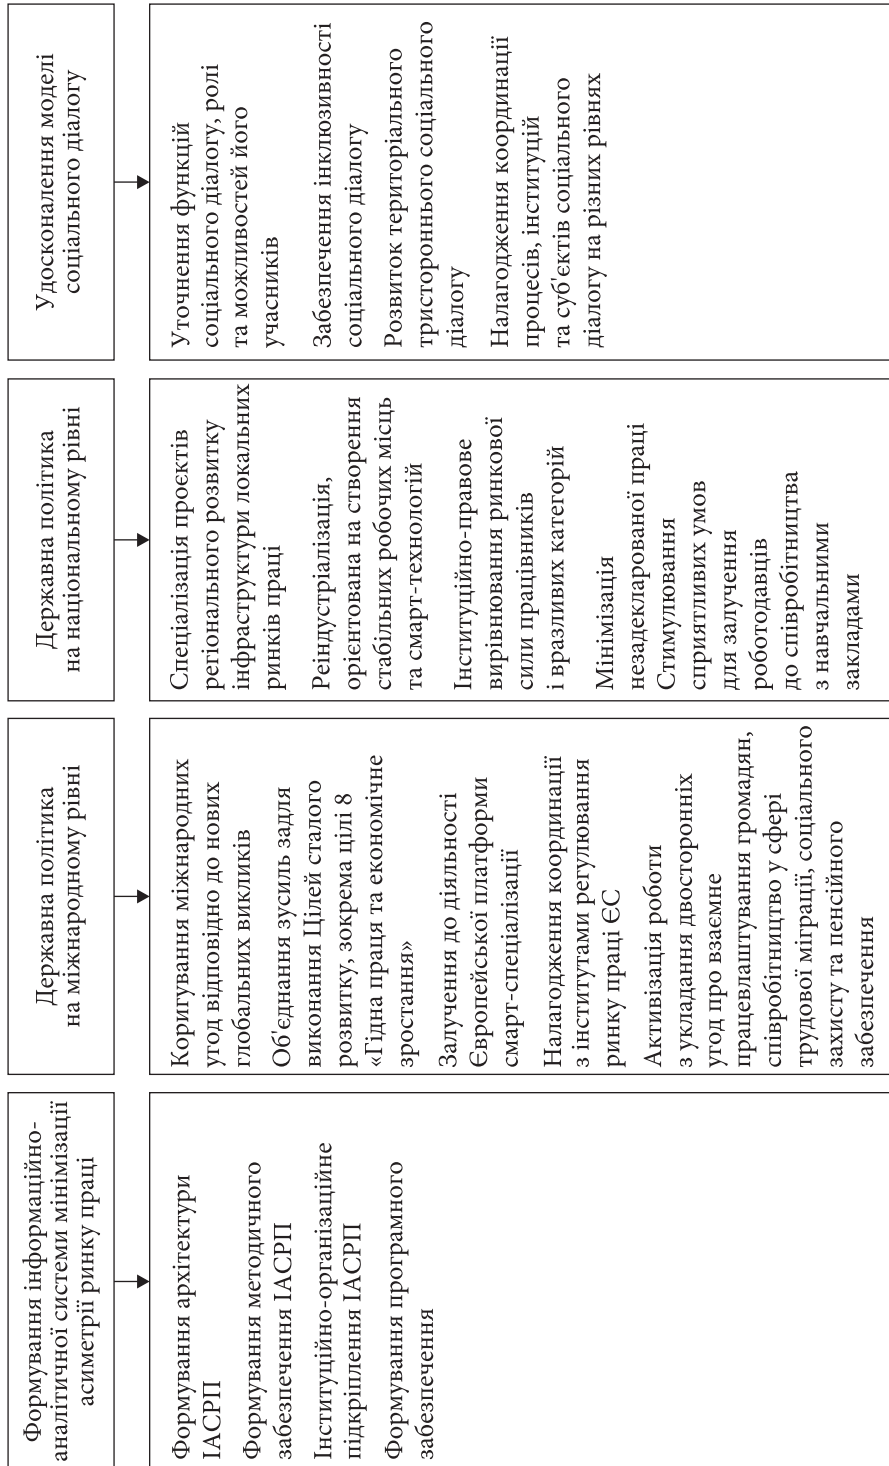 Формування інформаційно-
аналітичної системи мінімізації
асиметрії ринку праці
Формування архітектури
ІАСРП
Формування методичного
забезпечення ІАСРП
Інституційно-організаційне
підкріплення ІАСРП
Формування програмного
забезпечення
Державна політика
на міжнародному рівні
Коригування міжнародних
угод відповідно до нових
глобальних викликів
Об'єднання зусиль задля
виконання Цілей сталого
розвитку, зокрема цілі 8
«Гідна праця та економічне
зростання»
Залучення до діяльності
Європейської платформи
смарт-спеціалізації
Налагодження координації
з інститутами регулювання
ринку праці ЄС
Активізація роботи
з укладання двосторонніх
угод про взаємне
працевлаштування громадян,
співробітництво у сфері
трудової міграції, соціального
захисту та пенсійного
забезпечення
Державна політика
на національному рівні
Спеціалізація проєктів
регіонального розвитку
інфраструктури локальних
ринків праці
Реіндустріалізація,
орієнтована на створення
стабільних робочих місць
та смарт-технологій
Інституційно-правове
вирівнювання ринкової
сили працівників
і вразливих категорій
Мінімізація
незадекларованої праці
Стимулювання
сприятливих умов
для залучення
роботодавців
до співробітництва
з навчальними
закладами
Удосконалення моделі
соціального діалогу
Уточнення функцій
соціального діалогу, ролі
та можливостей його
учасників
Забезпечення інклюзивності
соціального діалогу
Розвиток територіального
тристороннього соціального
діалогу
Налагодження координації
процесів, інституцій
та суб'єктів соціального
діалогу на різних рівнях